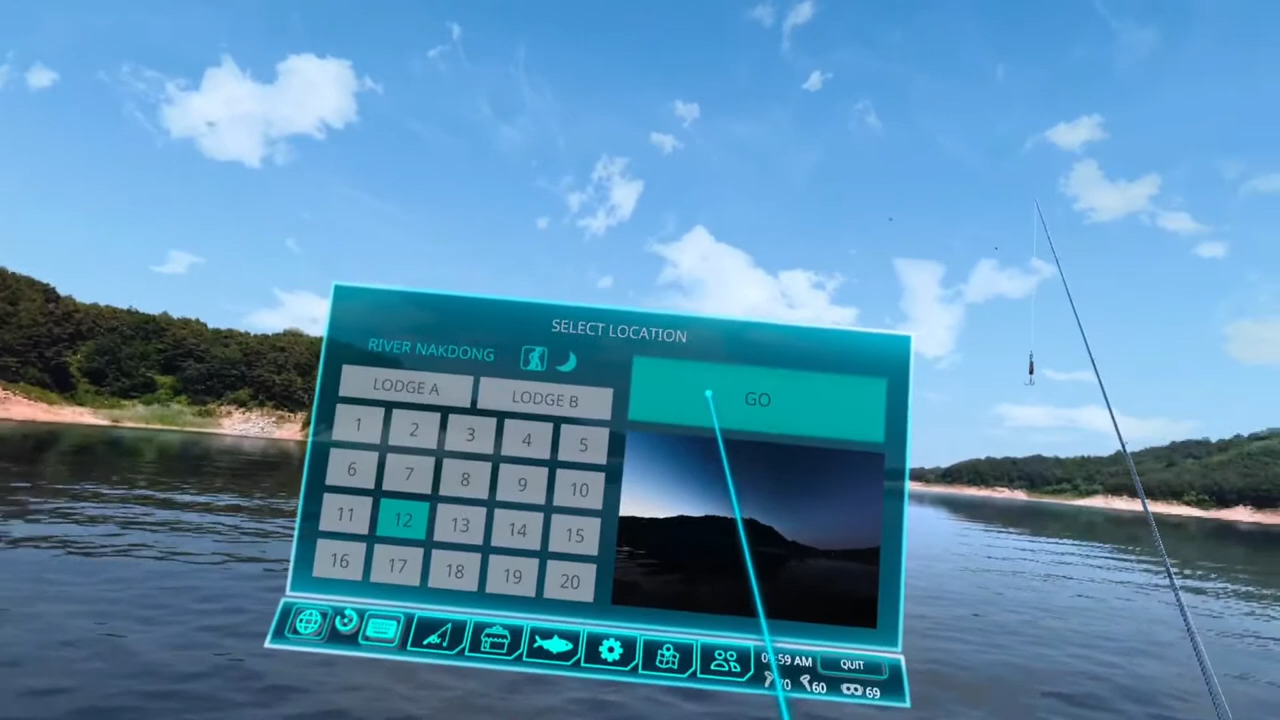 SELECT LOCATION
RIVER NAKDONG
LODGE A LODGE B
GO
1 2 3 4 5
6 7 8 9 10
11 12 13 14 15
16 17 18 19 20
AM QUIT
60 69